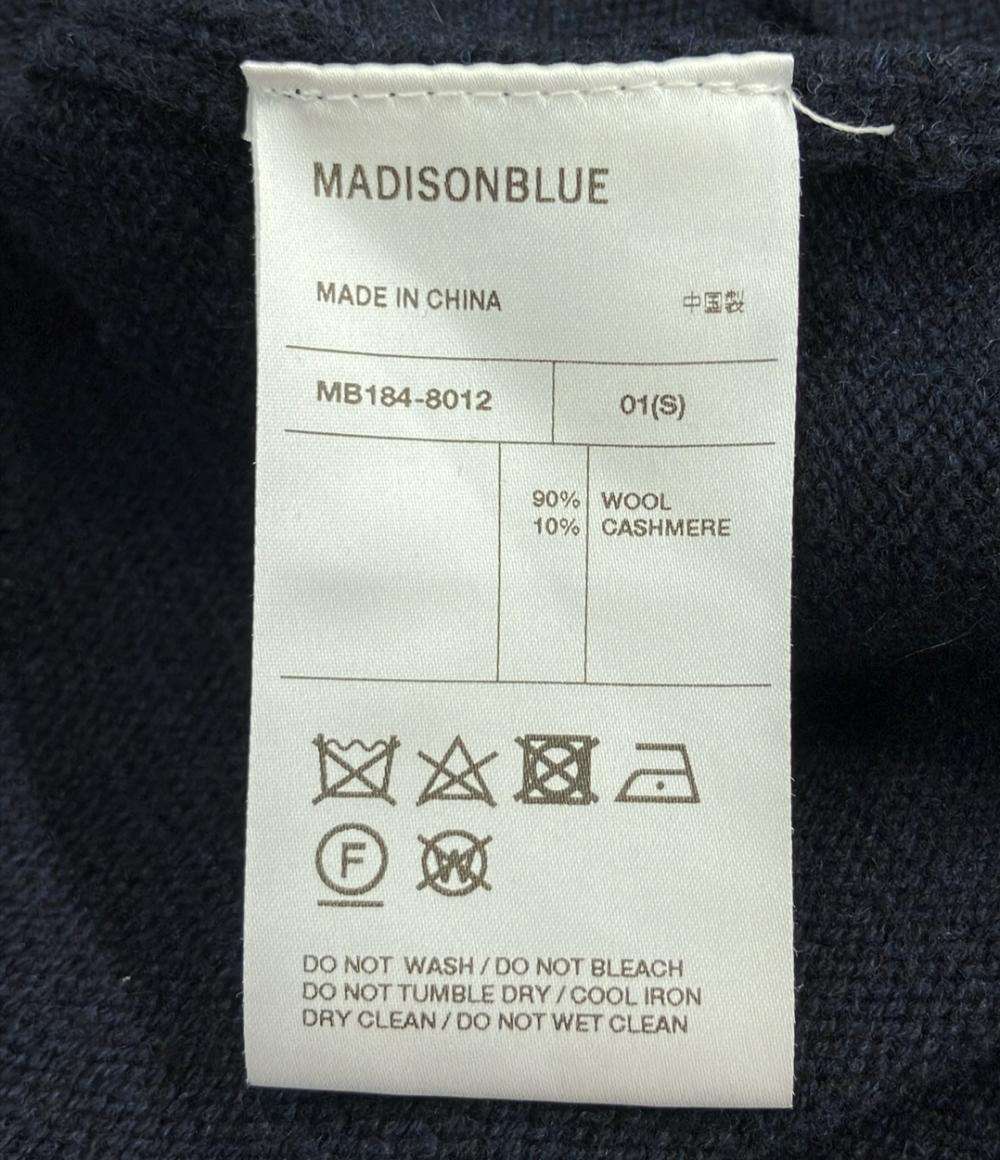 MADISONBLUE
MADE IN CHINA 中国製
MB184-8012 01(S)
90% WOOL
10% CASHMERE
F W
DO NOT WASH / DO NOT BLEACH
DO NOT TUMBLE DRY / COOL IRON
DRY CLEAN / DO NOT WET CLEAN